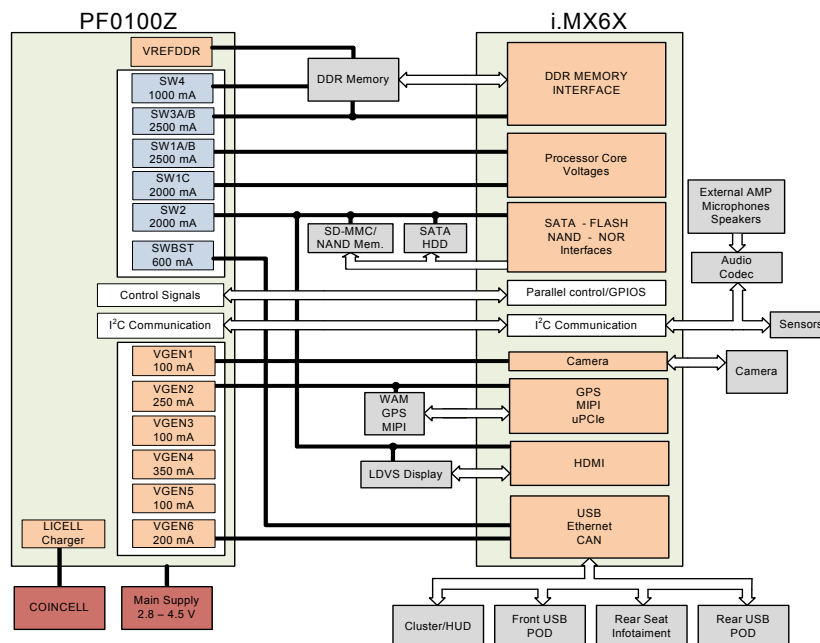 PF0100Z
i.MX6X
VREFDDR
SW4
1000 mA
SW3A/B
2500 mA
SW1A/B
2500 mA
SW1C
2000 mA
SW2
2000 mA
SWBST
600 mA
Control Signals
I²C Communication
VGEN1
100 mA
VGEN2
250 mA
VGEN3
100 mA
VGEN4
350 mA
VGEN5
100 mA
VGEN6
200 mA
LICELL
Charger
COINCELL
Main Supply
2.8 – 4.5 V
DDR Memory
SD-MMC/
NAND Mem.
SATA
HDD
WAM
GPS
MIPI
LDVS Display
DDR MEMORY
INTERFACE
Processor Core
Voltages
SATA - FLASH
NAND - NOR
Interfaces
Parallel control/GPIOS
I²C Communication
Camera
GPS
MIPI
uPCIe
HDMI
USB
Ethernet
CAN
External AMP
Microphones
Speakers
Audio
Codec
Sensors
Camera
Cluster/HUD
Front USB
POD
Rear Seat
Infotaiment
Rear USB
POD